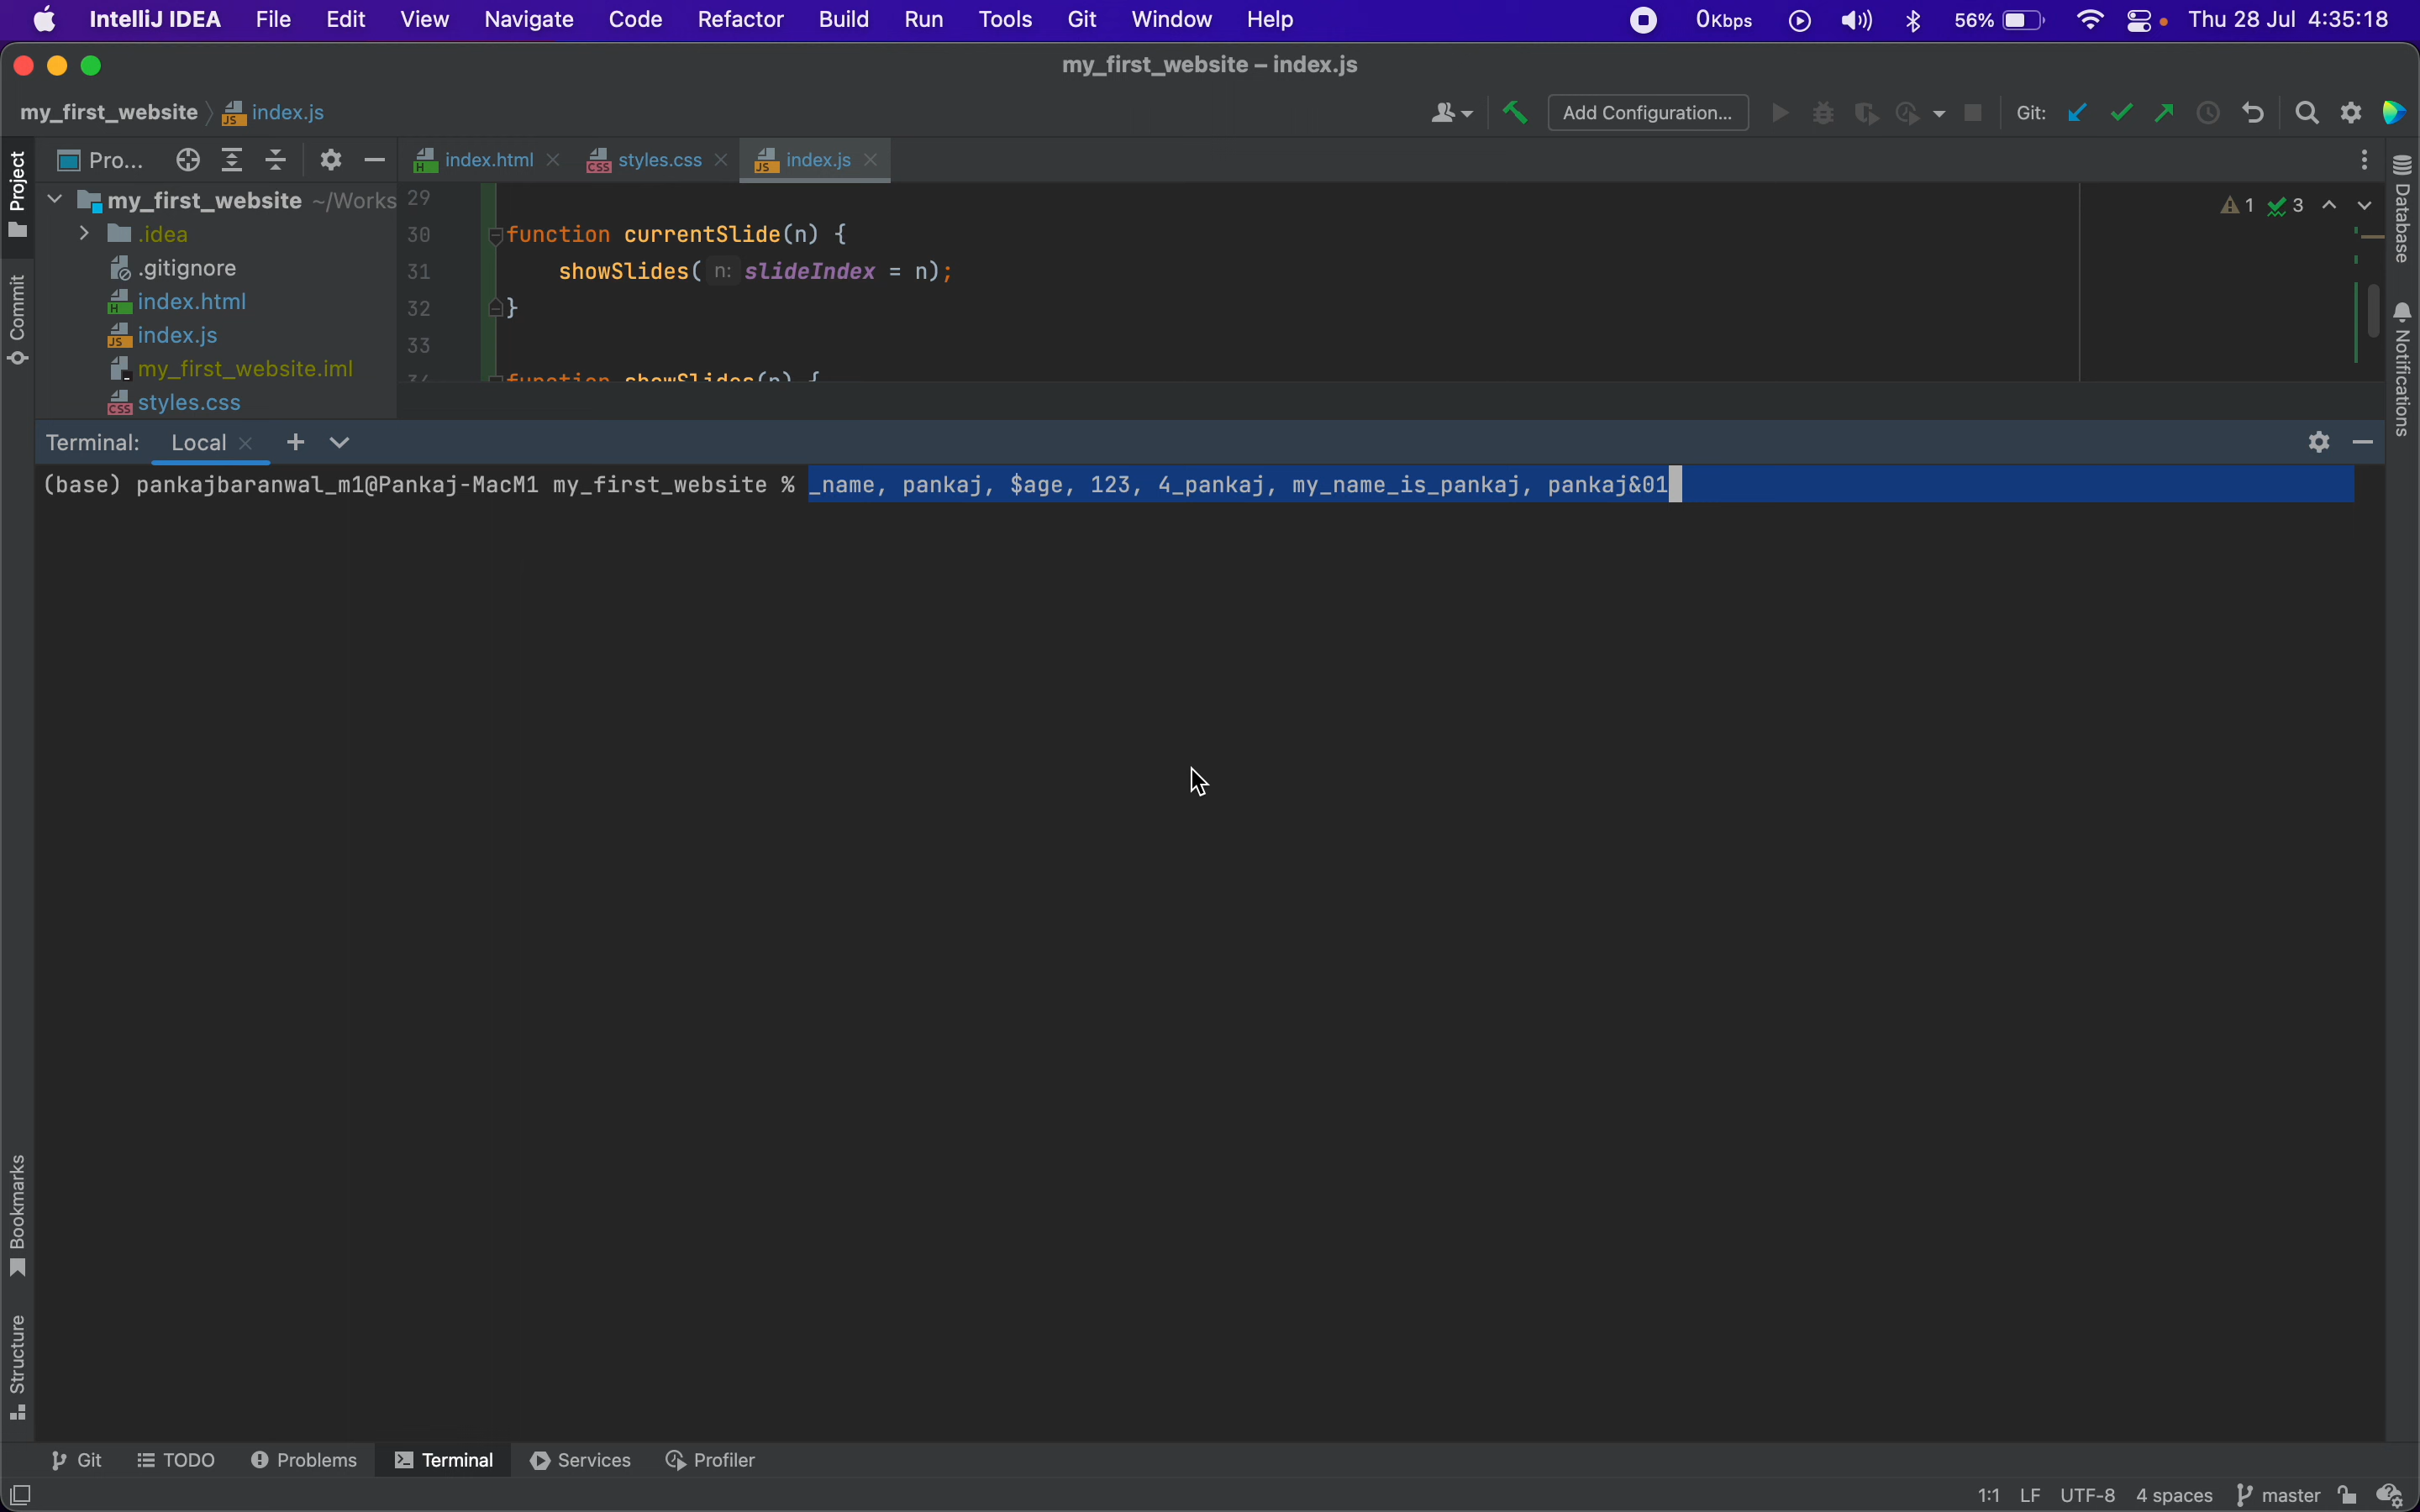 IntelliJ IDEA File Edit View Navigate Code Refactor Build Run Tools Git Window Help 0Kbps 56% Thu 28 Jul 4:35:18
my_first_website – index.js
my_first_website index.js Add Configuration... Git:
Project
Commit
Bookmarks
Structure
Pro...
my_first_website ~/Works
.idea
.gitignore
index.html
index.js
my_first_website.iml
styles.css
index.html styles.css index.js
1 3
29
30 function currentSlide(n) {
31 showSlides( n: slideIndex = n);
32 }
33
34 function showSlides(n) {
Database
Notifications
Terminal: Local
(base) pankajbaranwal_m1@Pankaj-MacM1 my_first_website % _name, pankaj, $age, 123, 4_pankaj, my_name_is_pankaj, pankaj&01
Git TODO Problems Terminal Services Profiler
1:1 LF UTF-8 4 spaces master